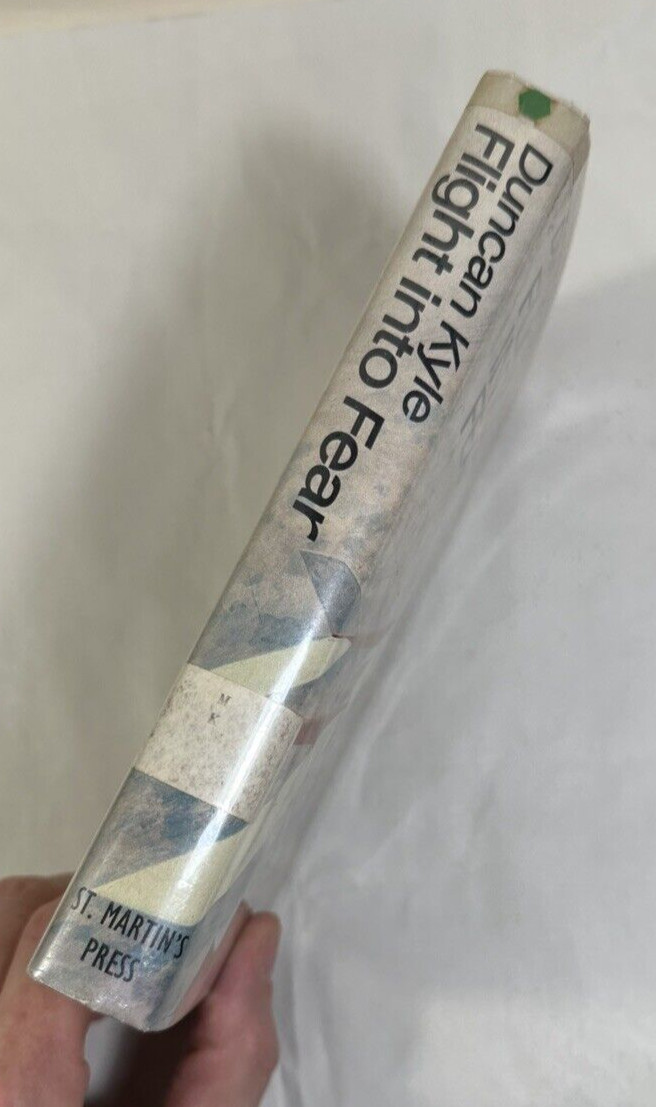 Duncan Kyle
Flight into Fear
M
K
ST. MARTIN'S
PRESS